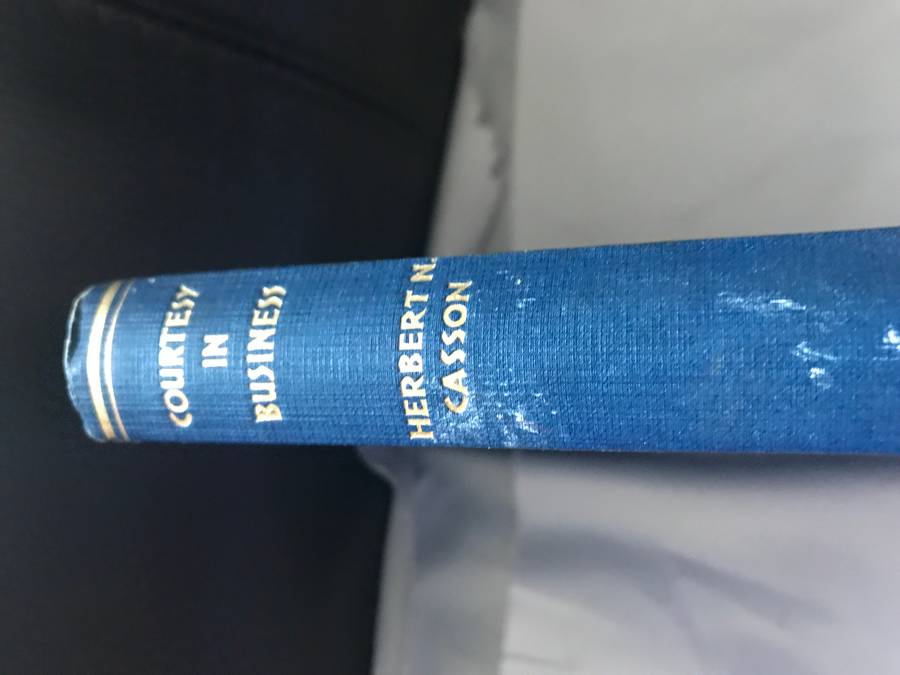 COURTESY
IN
BUSINESS
HERBERT N.
CASSON